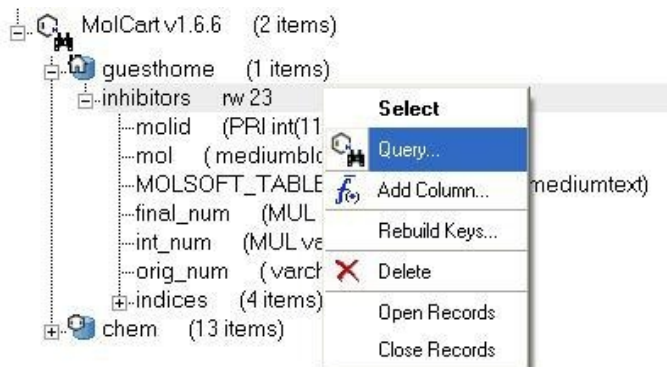 MolCart v1.6.6 (2 items)
guesthome (1 items)
inhibitors rw 23
molid (PRI int(11
mol (mediumblo
MOLSOFT_TABLE mediumtext)
final_num (MUL
int_num (MUL va
orig_num (varch
indices (4 items)
chem (13 items)
Select
Query...
f(•) Add Column...
Rebuild Keys...
Delete
Open Records
Close Records